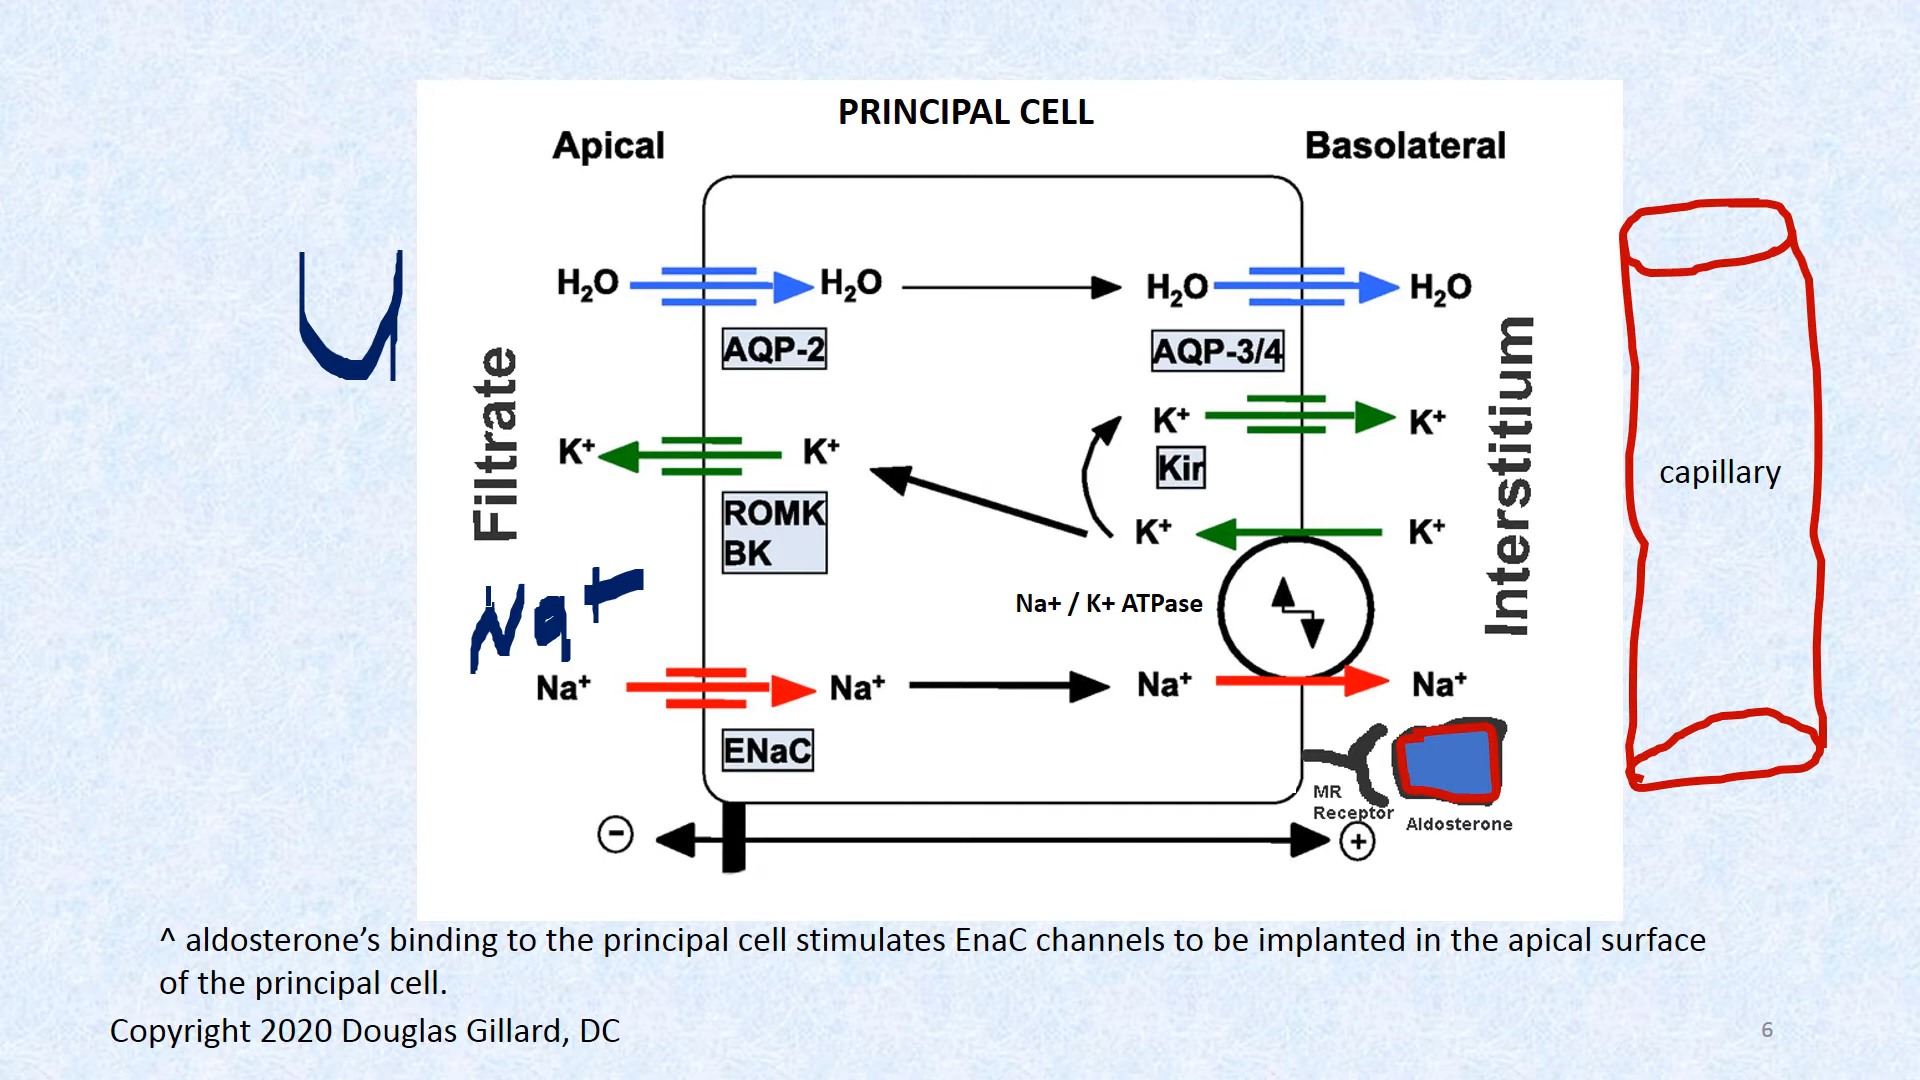 PRINCIPAL CELL
Apical
Basolateral
H₂O
H₂O
H₂O
H₂O
AQP-2
AQP-3/4
Filtrate
Interstitium
K⁺
K⁺
K⁺
K⁺
Kir
capillary
ROMK
BK
K⁺
K⁺
Na+ / K+ ATPase
Na+
Na⁺
Na⁺
Na⁺
Na⁺
ENaC
MR
Receptor
Aldosterone
−
+
^ aldosterone’s binding to the principal cell stimulates EnaC channels to be implanted in the apical surface
of the principal cell.
Copyright 2020 Douglas Gillard, DC
6